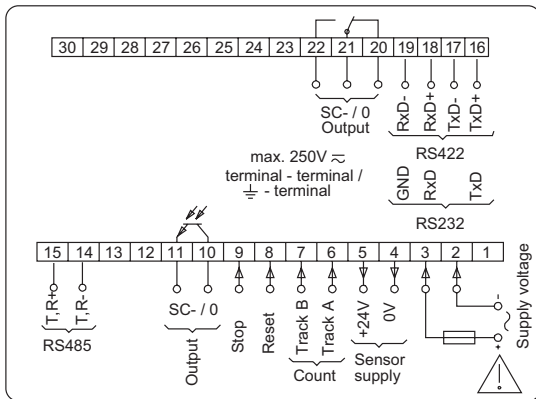 30 29 28 27 26 25 24 23 22 21 20 19 18 17 16
SC- / 0
Output
RxD-
RxD+
TxD-
TxD+
RS422
max. 250V ⎓
terminal - terminal /
⏚ - terminal
GND
RxD
TxD
RS232
15 14 13 12 11 10 9 8 7 6 5 4 3 2 1
T,R+
T,R-
RS485
SC- / 0
Output
Stop
Reset
Track B
Track A
Count
+24V
0V
Sensor
supply
-
+
Supply voltage
!